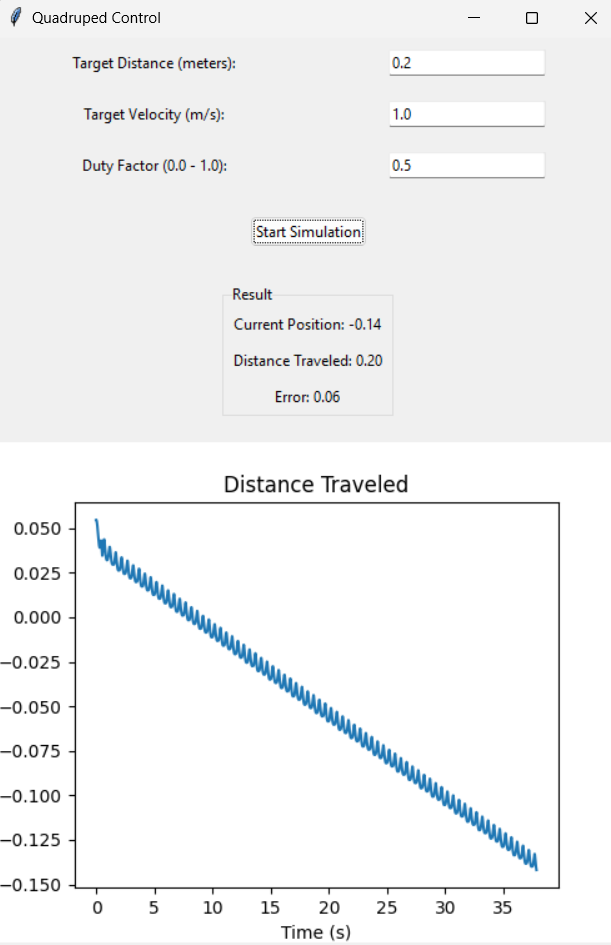 Quadruped Control
Target Distance (meters): 0.2
Target Velocity (m/s): 1.0
Duty Factor (0.0 - 1.0): 0.5
Start Simulation
Result
Current Position: -0.14
Distance Traveled: 0.20
Error: 0.06
Distance Traveled
0.050
0.025
0.000
−0.025
−0.050
−0.075
−0.100
−0.125
−0.150
0 5 10 15 20 25 30 35
Time (s)